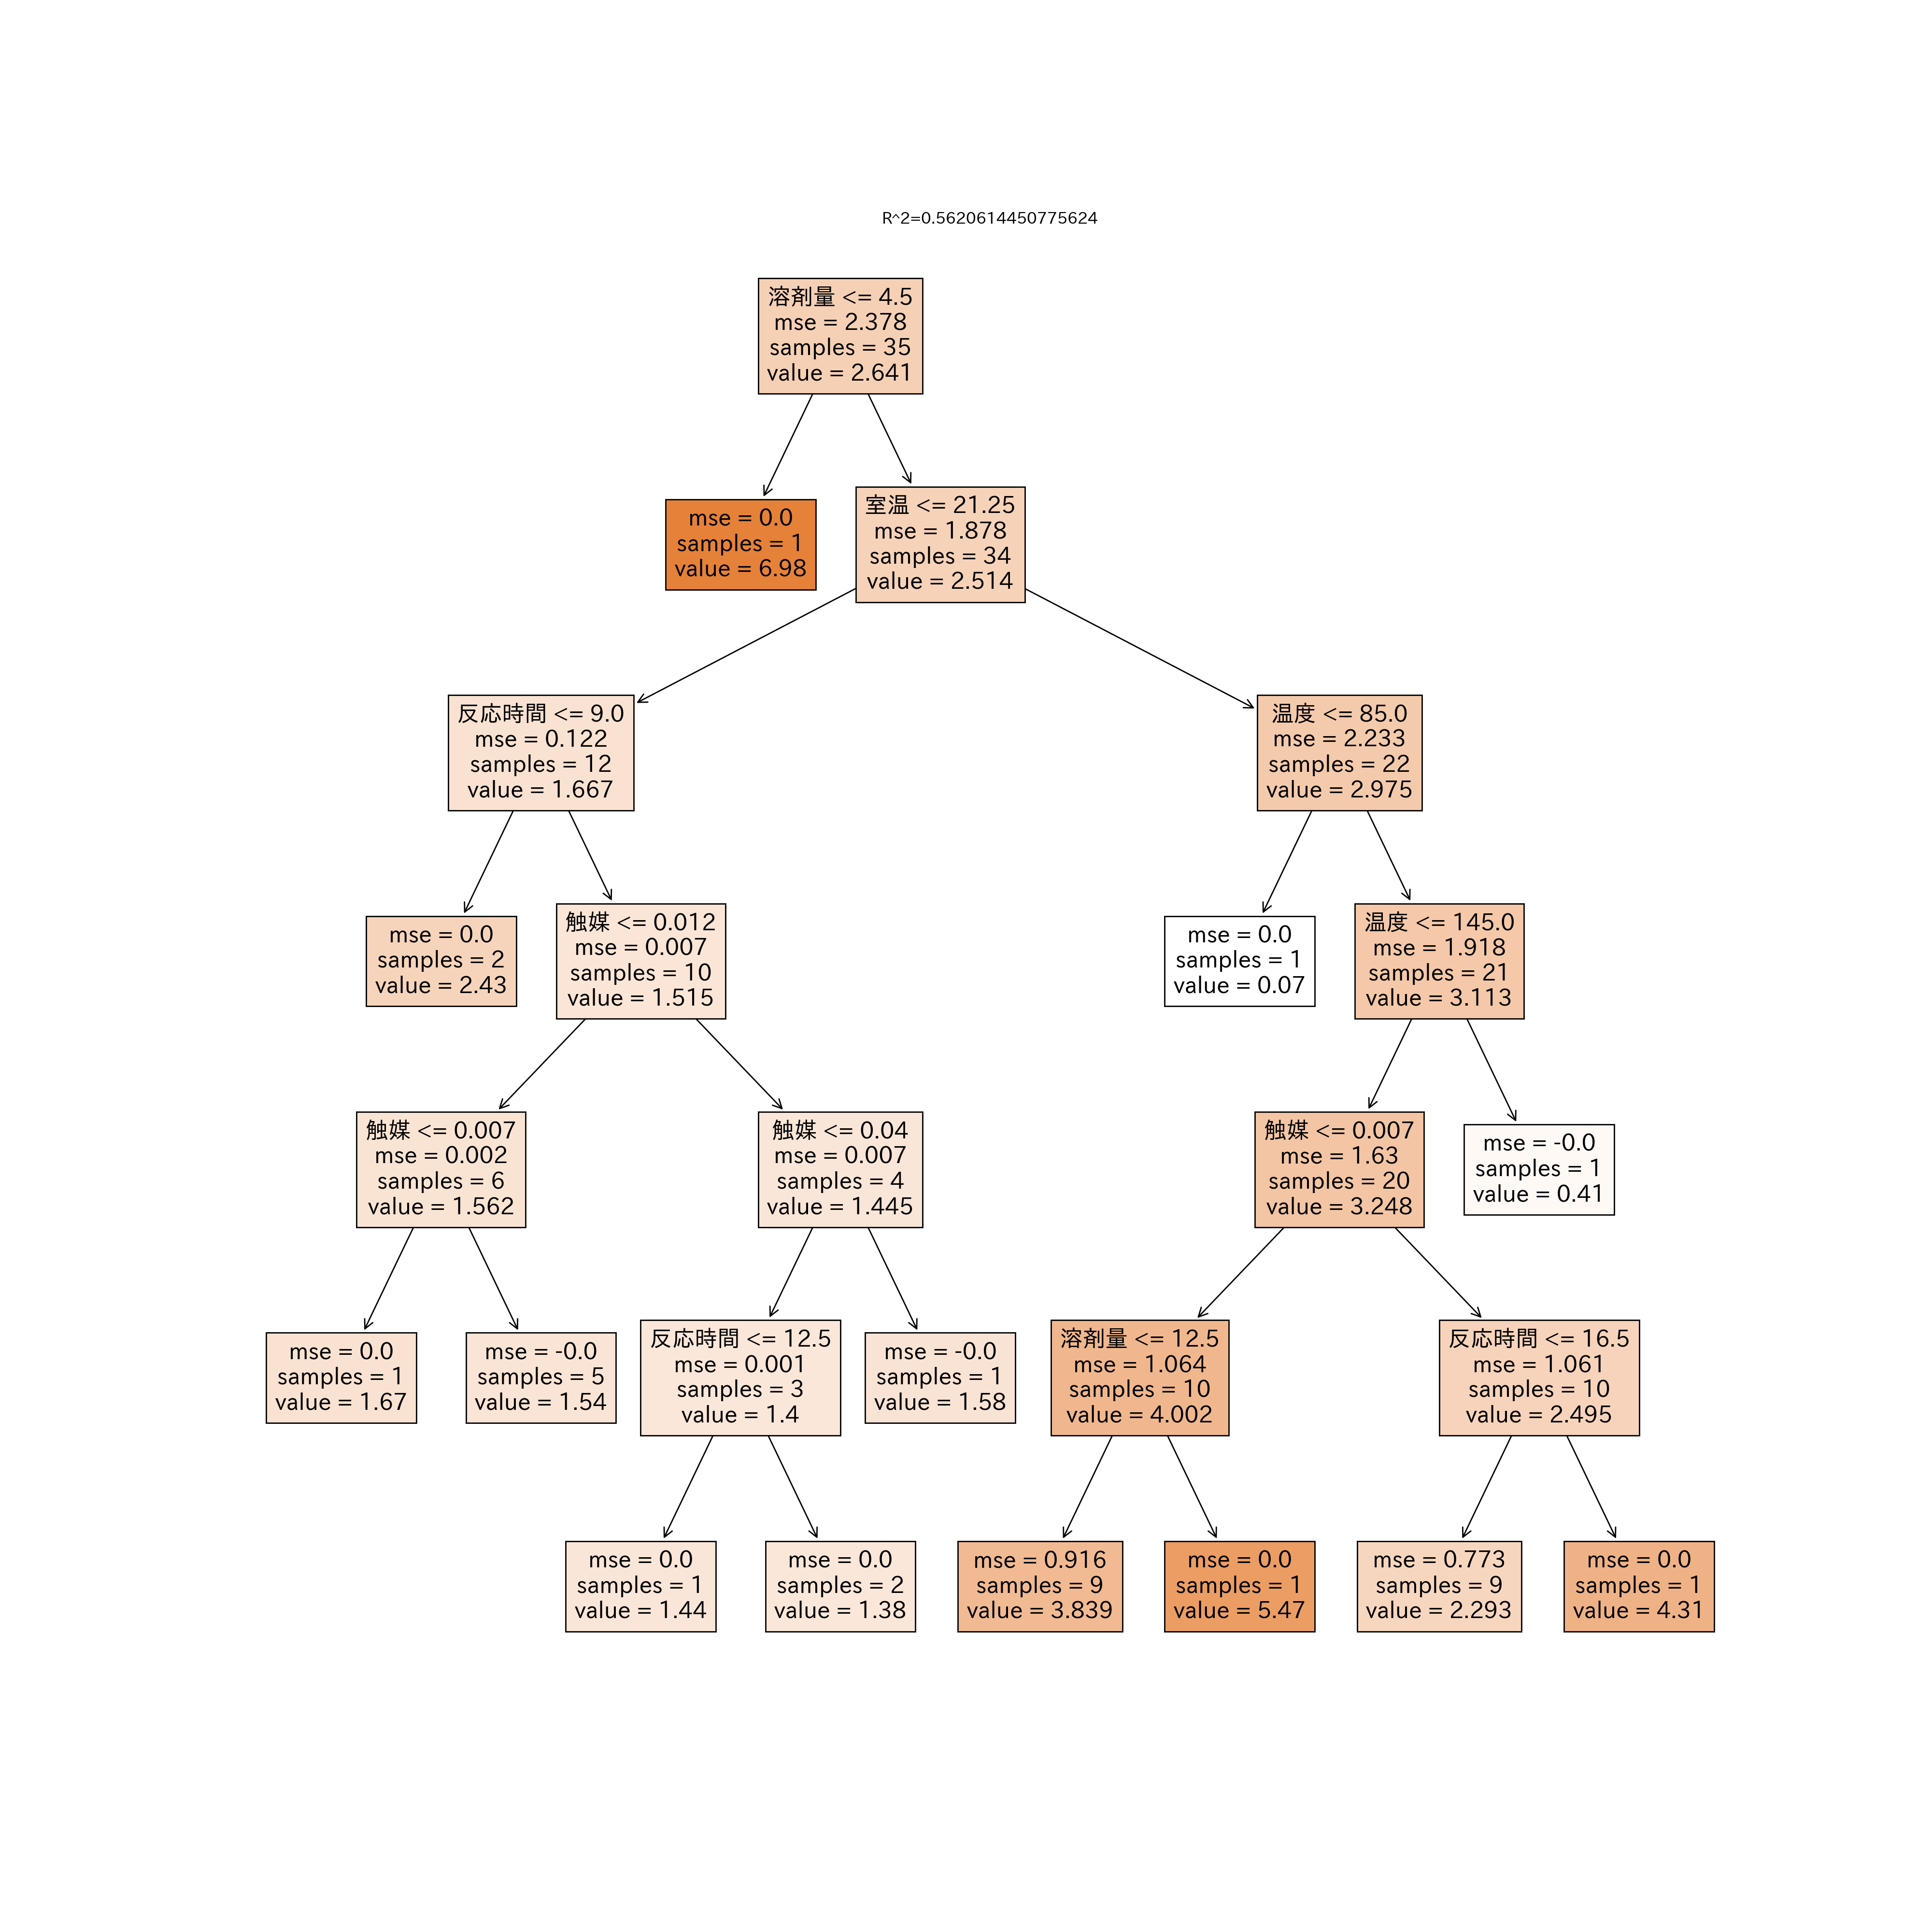 R^2=0.5620614450775624
溶剤量 <= 4.5
mse = 2.378
samples = 35
value = 2.641
mse = 0.0
samples = 1
value = 6.98
室温 <= 21.25
mse = 1.878
samples = 34
value = 2.514
反応時間 <= 9.0
mse = 0.122
samples = 12
value = 1.667
温度 <= 85.0
mse = 2.233
samples = 22
value = 2.975
mse = 0.0
samples = 2
value = 2.43
触媒 <= 0.012
mse = 0.007
samples = 10
value = 1.515
mse = 0.0
samples = 1
value = 0.07
温度 <= 145.0
mse = 1.918
samples = 21
value = 3.113
触媒 <= 0.007
mse = 0.002
samples = 6
value = 1.562
触媒 <= 0.04
mse = 0.007
samples = 4
value = 1.445
触媒 <= 0.007
mse = 1.63
samples = 20
value = 3.248
mse = -0.0
samples = 1
value = 0.41
mse = 0.0
samples = 1
value = 1.67
mse = -0.0
samples = 5
value = 1.54
反応時間 <= 12.5
mse = 0.001
samples = 3
value = 1.4
mse = -0.0
samples = 1
value = 1.58
溶剤量 <= 12.5
mse = 1.064
samples = 10
value = 4.002
反応時間 <= 16.5
mse = 1.061
samples = 10
value = 2.495
mse = 0.0
samples = 1
value = 1.44
mse = 0.0
samples = 2
value = 1.38
mse = 0.916
samples = 9
value = 3.839
mse = 0.0
samples = 1
value = 5.47
mse = 0.773
samples = 9
value = 2.293
mse = 0.0
samples = 1
value = 4.31